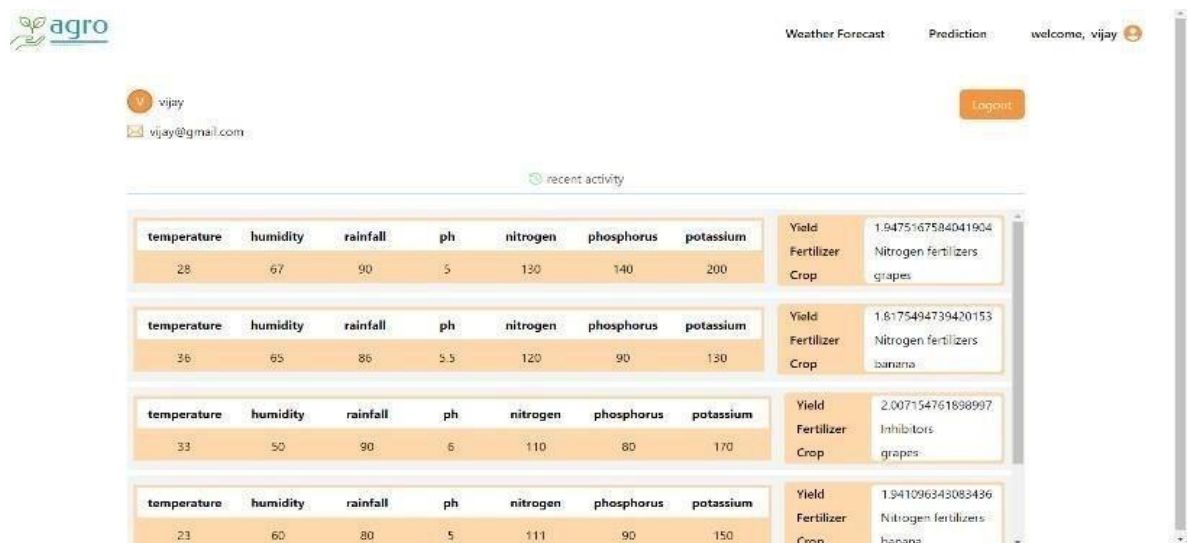 agro
Weather Forecast Prediction welcome, vijay
V vijay
Logout
vijay@gmail.com
recent activity
temperature humidity rainfall ph nitrogen phosphorus potassium
28 67 90 5 130 140 200
Yield 1.9475167584041904
Fertilizer Nitrogen fertilizers
Crop grapes
temperature humidity rainfall ph nitrogen phosphorus potassium
36 65 86 5.5 120 90 130
Yield 1.8175494739420153
Fertilizer Nitrogen fertilizers
Crop banana
temperature humidity rainfall ph nitrogen phosphorus potassium
33 50 90 6 110 80 170
Yield 2.007154761898997
Fertilizer Inhibitors
Crop grapes
temperature humidity rainfall ph nitrogen phosphorus potassium
23 60 80 5 111 90 150
Yield 1.941096343083436
Fertilizer Nitrogen fertilizers
Crop banana